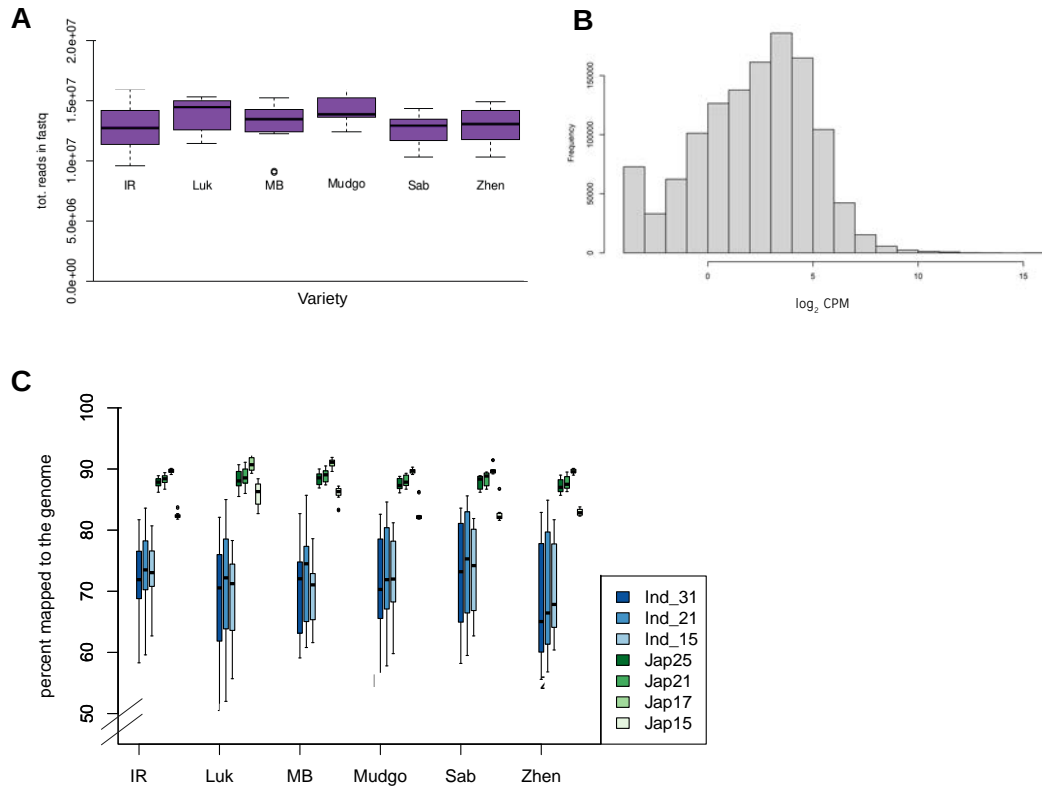 A
tot. reads in fastq
2.0e+07
1.5e+07
1.0e+07
5.0e+06
0.0e+00
IR Luk MB Mudgo Sab Zhen
Variety
B
Frequency
150000
100000
50000
0
0 5 10 15
log2 CPM
C
percent mapped to the genome
100
90
80
70
60
50
IR Luk MB Mudgo Sab Zhen
Ind_31
Ind_21
Ind_15
Jap25
Jap21
Jap17
Jap15